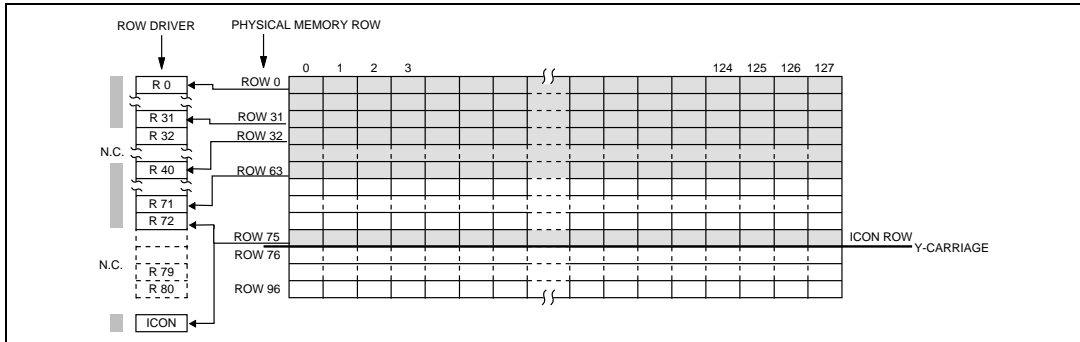 ROW DRIVER PHYSICAL MEMORY ROW
0 1 2 3 124 125 126 127
R 0 ROW 0
R 31 ROW 31
R 32 ROW 32
N.C.
R 40 ROW 63
R 71
R 72
ROW 75 ICON ROW
Y-CARRIAGE
ROW 76
N.C.
R 79
R 80 ROW 96
ICON